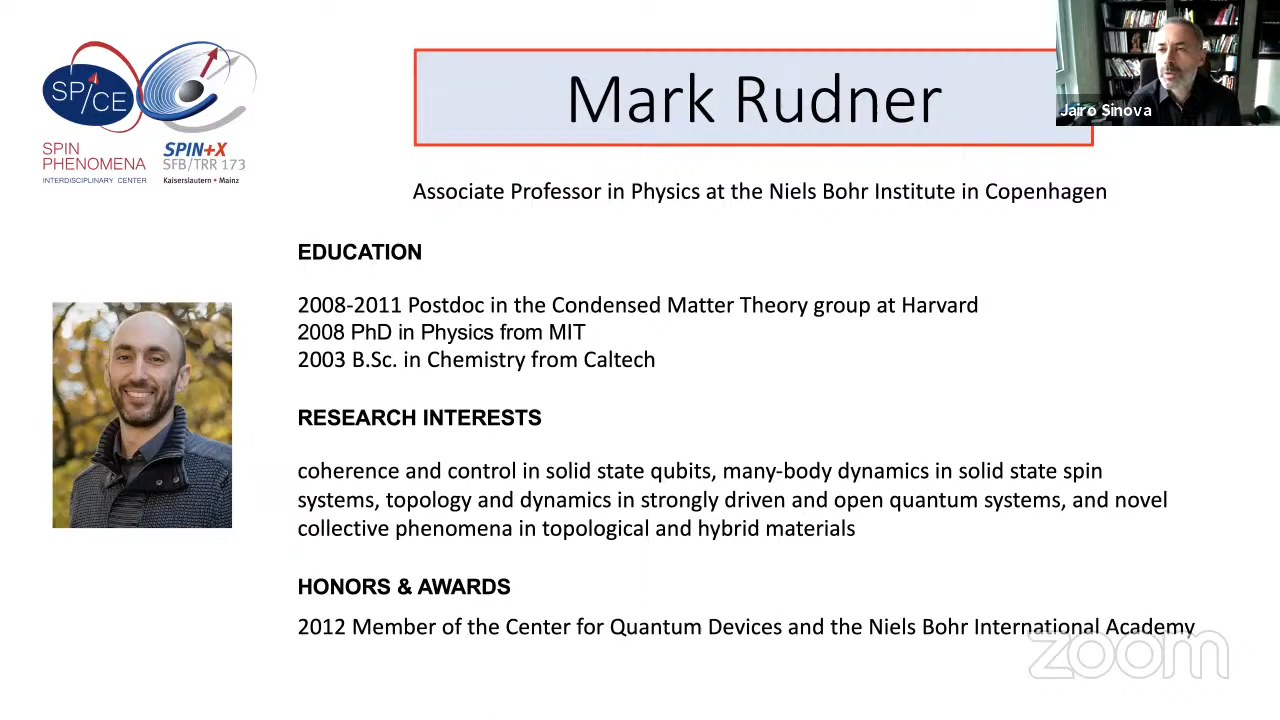 SPICE
SPIN
PHENOMENA
INTERDISCIPLINARY CENTER
SPIN+X
SFB/TRR 173
Kaiserslautern • Mainz
Mark Rudner
Jairo Sinova
Associate Professor in Physics at the Niels Bohr Institute in Copenhagen
EDUCATION
2008-2011 Postdoc in the Condensed Matter Theory group at Harvard
2008 PhD in Physics from MIT
2003 B.Sc. in Chemistry from Caltech
RESEARCH INTERESTS
coherence and control in solid state qubits, many-body dynamics in solid state spin
systems, topology and dynamics in strongly driven and open quantum systems, and novel
collective phenomena in topological and hybrid materials
HONORS & AWARDS
2012 Member of the Center for Quantum Devices and the Niels Bohr International Academy
zoom